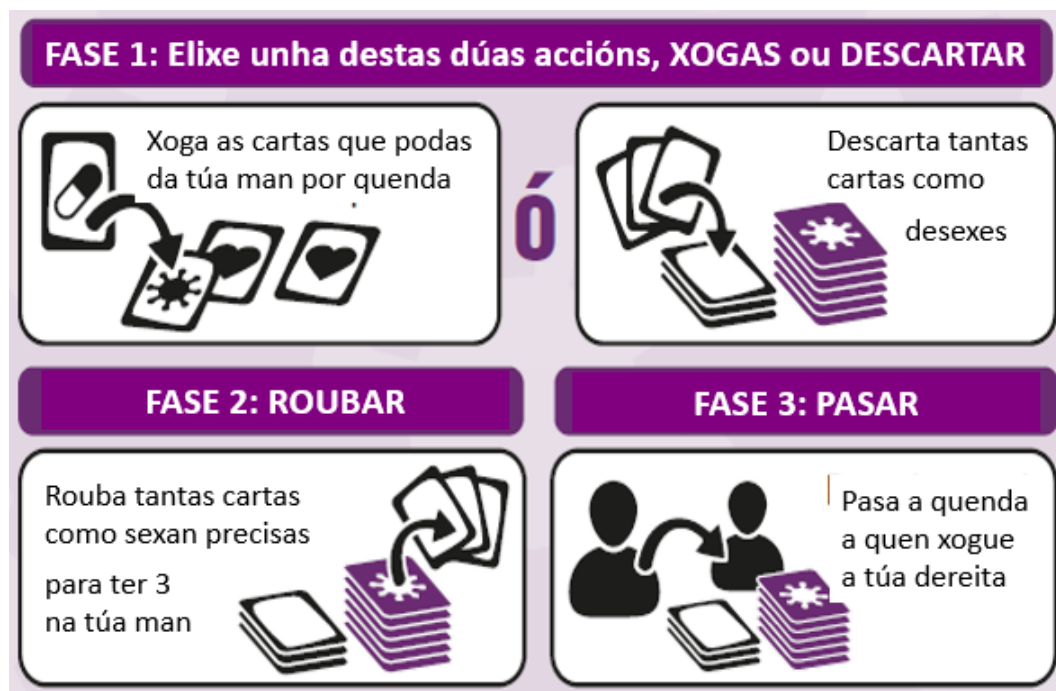 FASE 1: Elixe unha destas dúas accións, XOGAS ou DESCARTAR
Xoga as cartas que podas
da túa man por quenda
Ó
Descarta tantas
cartas como
desexes
FASE 2: ROUBAR
Rouba tantas cartas
como sexan precisas
para ter 3
na túa man
FASE 3: PASAR
Pasa a quenda
a quen xogue
a túa dereita